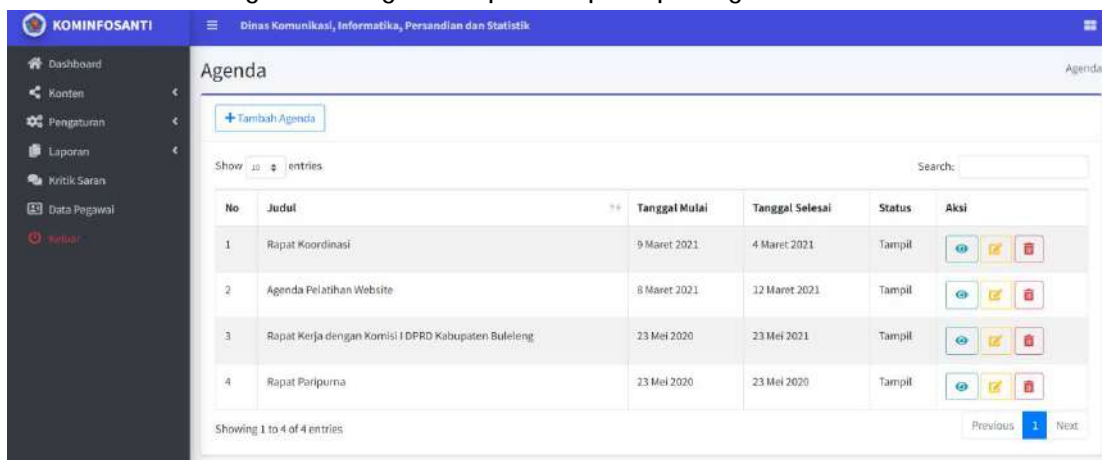 KOMINFOSANTI
Dinas Komunikasi, Informatika, Persandian dan Statistik
Dashboard
Konten
Pengaturan
Laporan
Kritik Saran
Data Pegawai
Keluar
Agenda
Agenda
+ Tambah Agenda
Show 10 entries
Search:
No Judul Tanggal Mulai Tanggal Selesai Status Aksi
1 Rapat Koordinasi 9 Maret 2021 4 Maret 2021 Tampil
2 Agenda Pelatihan Website 8 Maret 2021 12 Maret 2021 Tampil
3 Rapat Kerja dengan Komisi I DPRD Kabupaten Buleleng 23 Mei 2020 23 Mei 2021 Tampil
4 Rapat Paripurna 23 Mei 2020 23 Mei 2020 Tampil
Showing 1 to 4 of 4 entries
Previous 1 Next